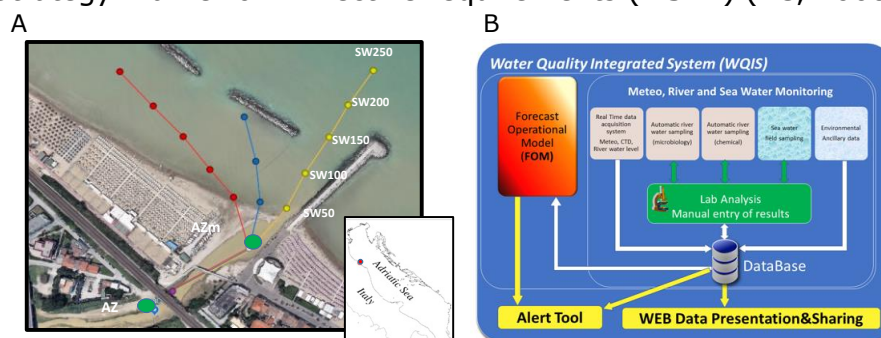 A
B
SW250
SW200
SW150
SW100
SW50
AZm
AZ
Adriatic Sea
Italy
Water Quality Integrated System (WQIS)
Meteo, River and Sea Water Monitoring
Forecast
Operational
Model
(FOM)
Real Time data
acquisition
system
Meteo, CTD,
River water level
Automatic river
water sampling
(microbiology)
Automatic river
water sampling
(chemical)
Sea water
field sampling
Environmental
Ancillary data
Lab Analysis
Manual entry of results
DataBase
Alert Tool
WEB Data Presentation&Sharing